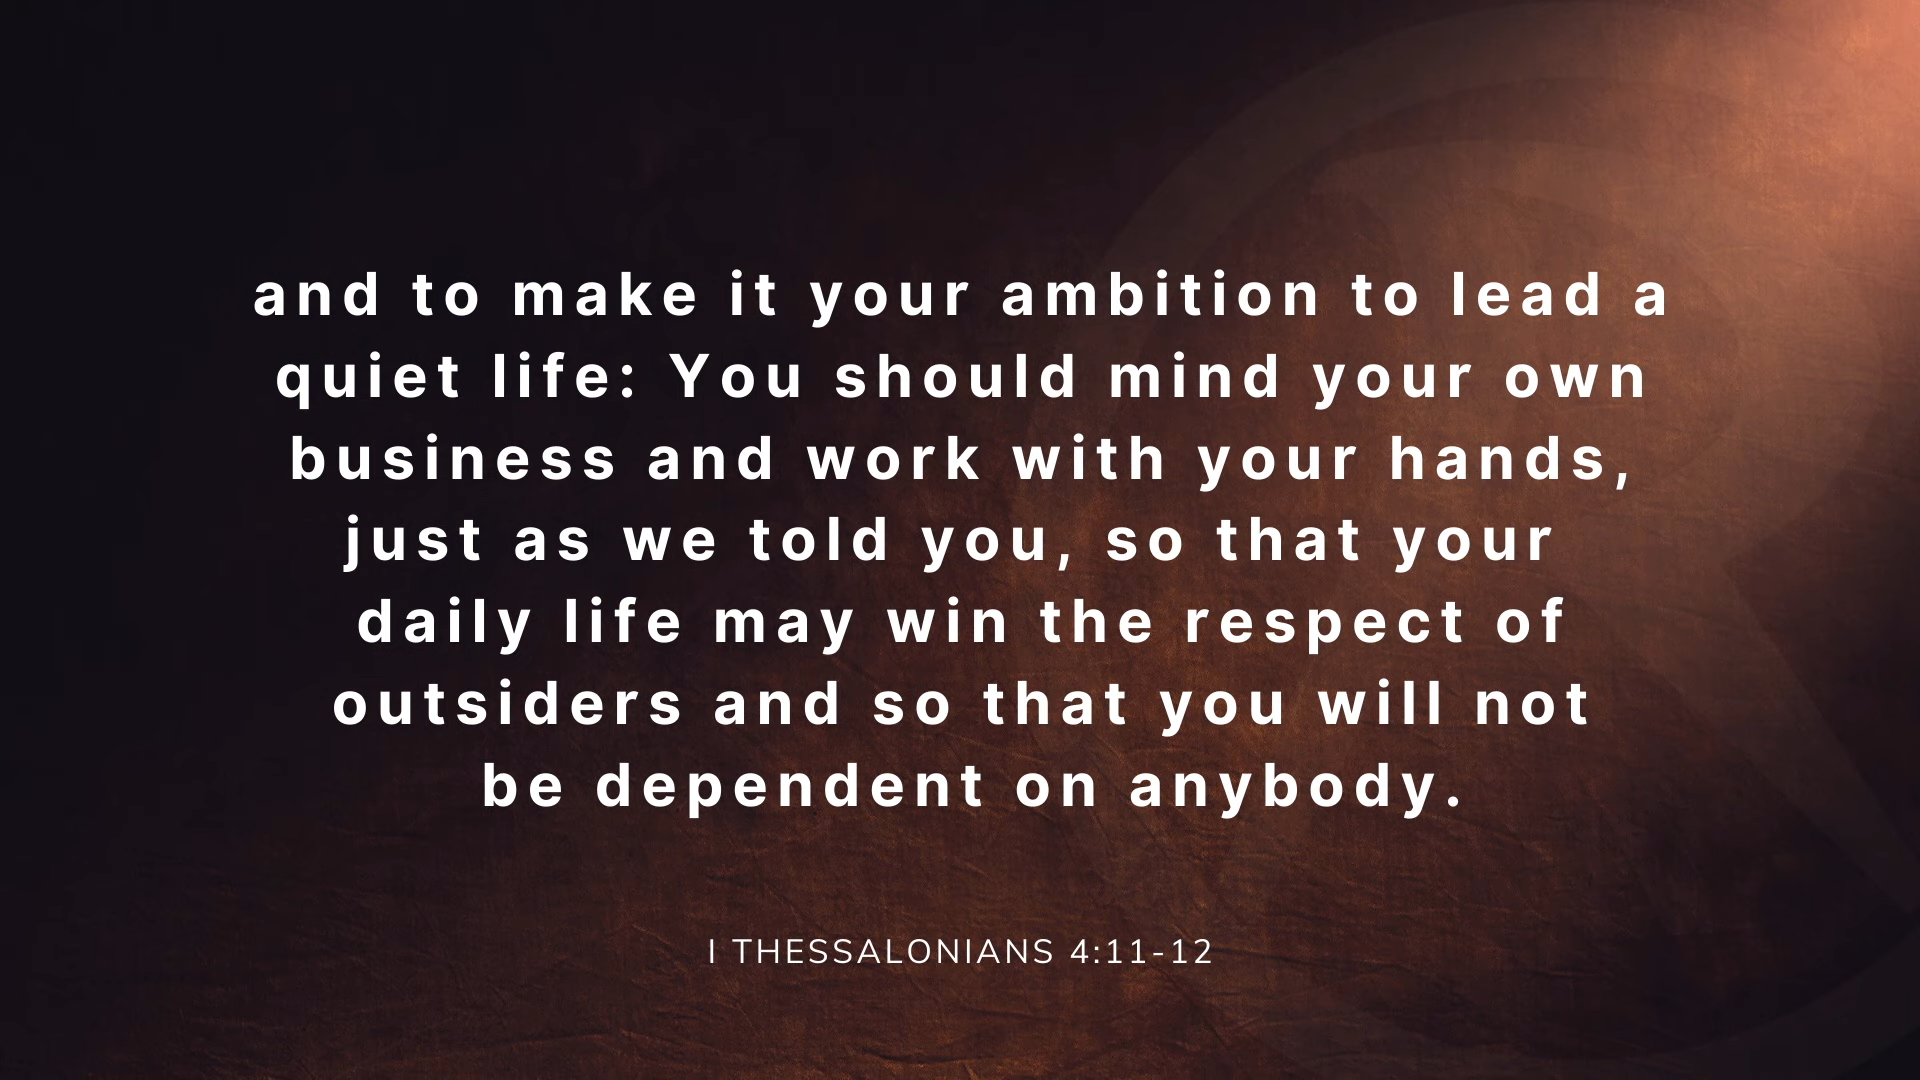 and to make it your ambition to lead a
quiet life: You should mind your own
business and work with your hands,
just as we told you, so that your
daily life may win the respect of
outsiders and so that you will not
be dependent on anybody.
I THESSALONIANS 4:11-12